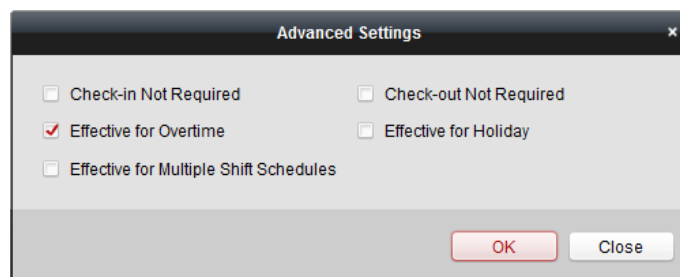 Advanced Settings
Check-in Not Required
Check-out Not Required
Effective for Overtime
Effective for Holiday
Effective for Multiple Shift Schedules
OK
Close